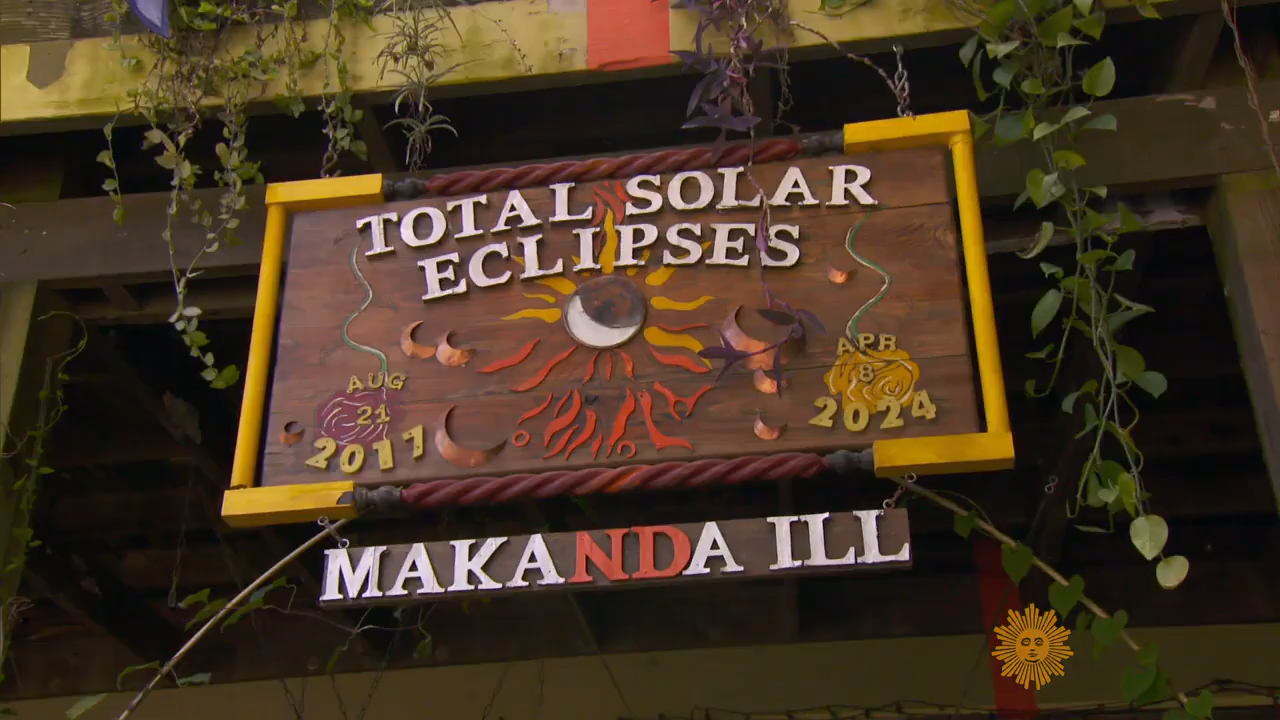 TOTAL SOLAR
ECLIPSES
AUG
21
2017
APR
8
2024
MAKANDA ILL